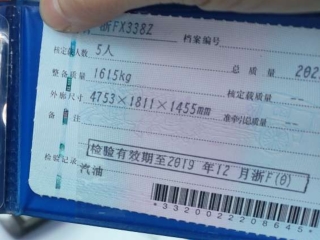 浙FX338Z 档案编号
核定载人数 5人 总质量 202
整备质量 1615kg 核定载质量 --
外廓尺寸 4753×1811×1455mm 准牵引总质量 --
备注
检验有效期至2019年12月浙F(6)
检验记录 汽油
*3320022208645*